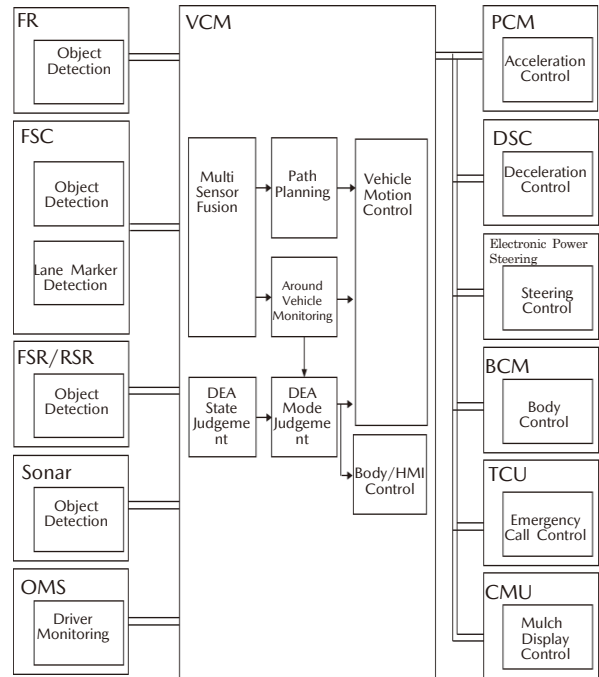 FR
Object
Detection
FSC
Object
Detection
Lane Marker
Detection
FSR/RSR
Object
Detection
Sonar
Object
Detection
OMS
Driver
Monitoring
VCM
Multi
Sensor
Fusion
Path
Planning
Vehicle
Motion
Control
Around
Vehicle
Monitoring
DEA
State
Judgeme
nt
DEA
Mode
Judgeme
nt
Body/HMI
Control
PCM
Acceleration
Control
DSC
Deceleration
Control
Electronic Power
Steering
Steering
Control
BCM
Body
Control
TCU
Emergency
Call Control
CMU
Mulch
Display
Control